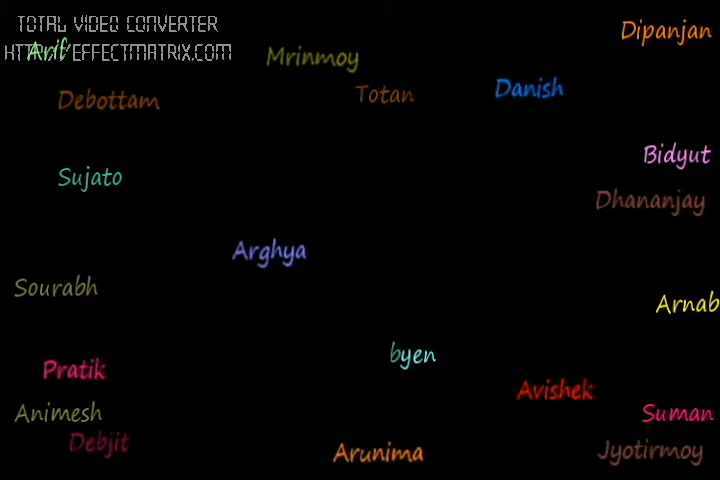 TOTAL VIDEO CONVERTER
HTTP://EFFECTMATRIX.COM
Arif
Dipanjan
Mrinmoy
Debottam
Totan
Danish
Bidyut
Sujato
Dhananjay
Arghya
Sourabh
Arnab
byen
Pratik
Avishek
Animesh
Suman
Debjit
Arunima
Jyotirmoy